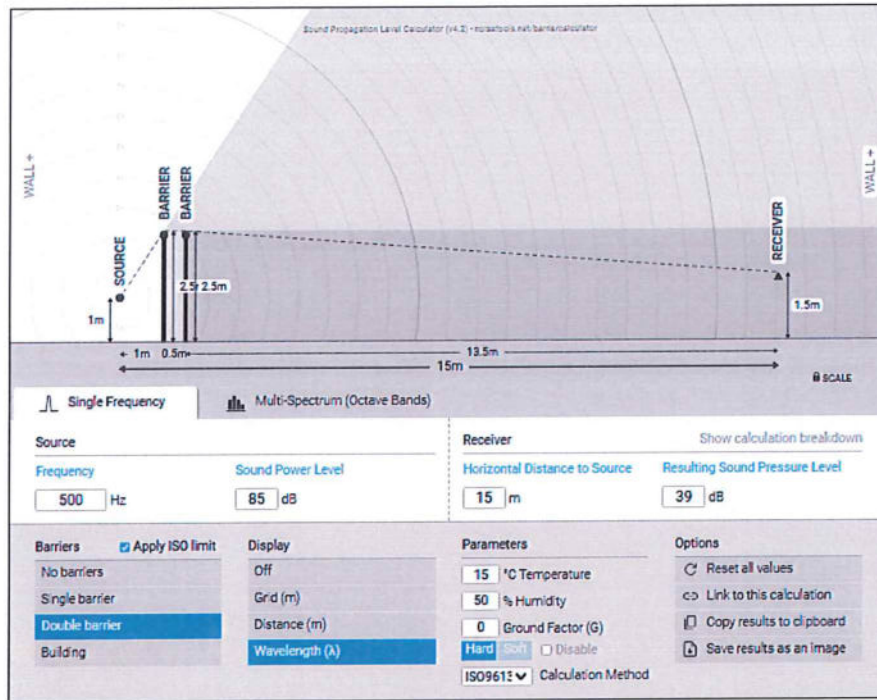 Sound Propagation Level Calculator (v4.2) - noisetools.net/barriercalculator
WALL +
WALL +
SOURCE
BARRIER
BARRIER
RECEIVER
1m
2.5m
2.5m
1.5m
1m
0.5m
13.5m
15m
SCALE
Single Frequency
Multi-Spectrum (Octave Bands)
Source
Receiver
Show calculation breakdown
Frequency
Sound Power Level
Horizontal Distance to Source
Resulting Sound Pressure Level
500 Hz
85 dB
15 m
39 dB
Barriers
Apply ISO limit
Display
Parameters
Options
No barriers
Off
15 °C Temperature
Reset all values
Single barrier
Grid (m)
50 % Humidity
Link to this calculation
Double barrier
Distance (m)
0 Ground Factor (G)
Copy results to clipboard
Building
Wavelength (λ)
Hard Soft Disable
Save results as an image
ISO9613 Calculation Method